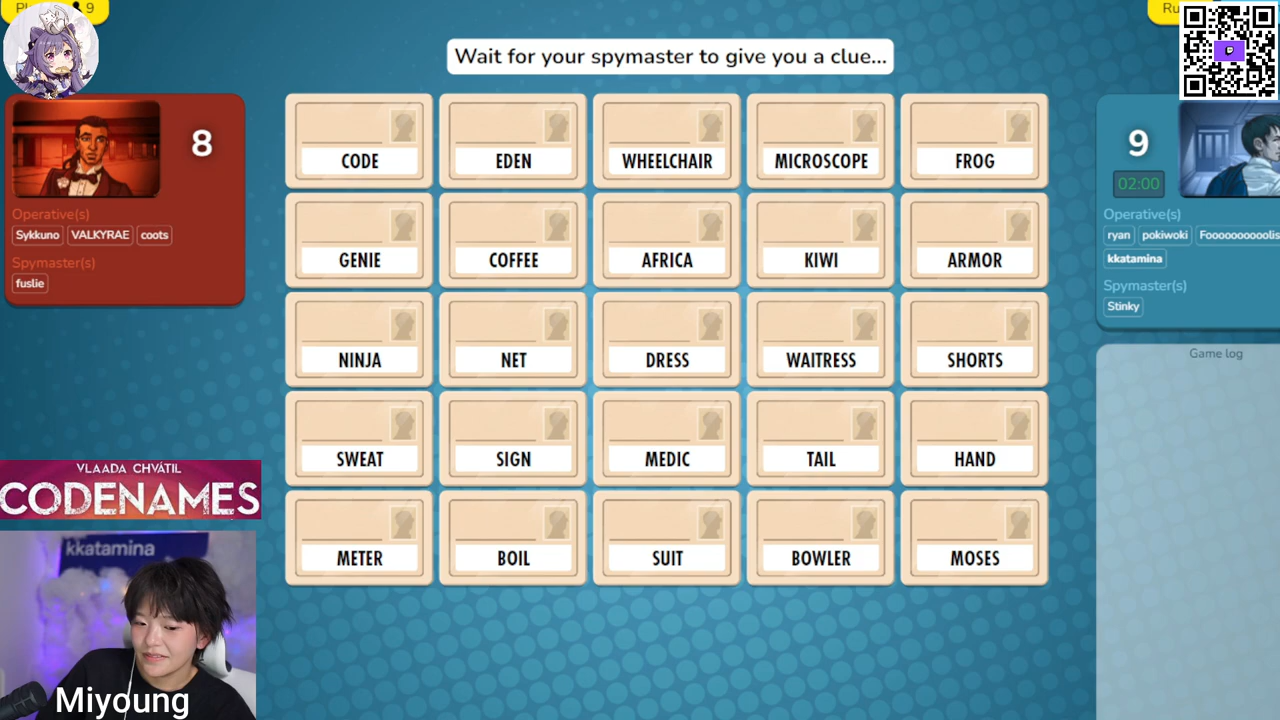 9
Wait for your spymaster to give you a clue...
8
Operative(s)
Sykkuno VALKYRAE coots
Spymaster(s)
fuslie
CODE EDEN WHEELCHAIR MICROSCOPE FROG
GENIE COFFEE AFRICA KIWI ARMOR
NINJA NET DRESS WAITRESS SHORTS
SWEAT SIGN MEDIC TAIL HAND
METER BOIL SUIT BOWLER MOSES
9
02:00
Operative(s)
ryan pokiwoki Foooooooooolis
kkatamina
Spymaster(s)
Stinky
Game log
VLAADA CHVÁTIL
CODENAMES
kkatamina
Miyoung